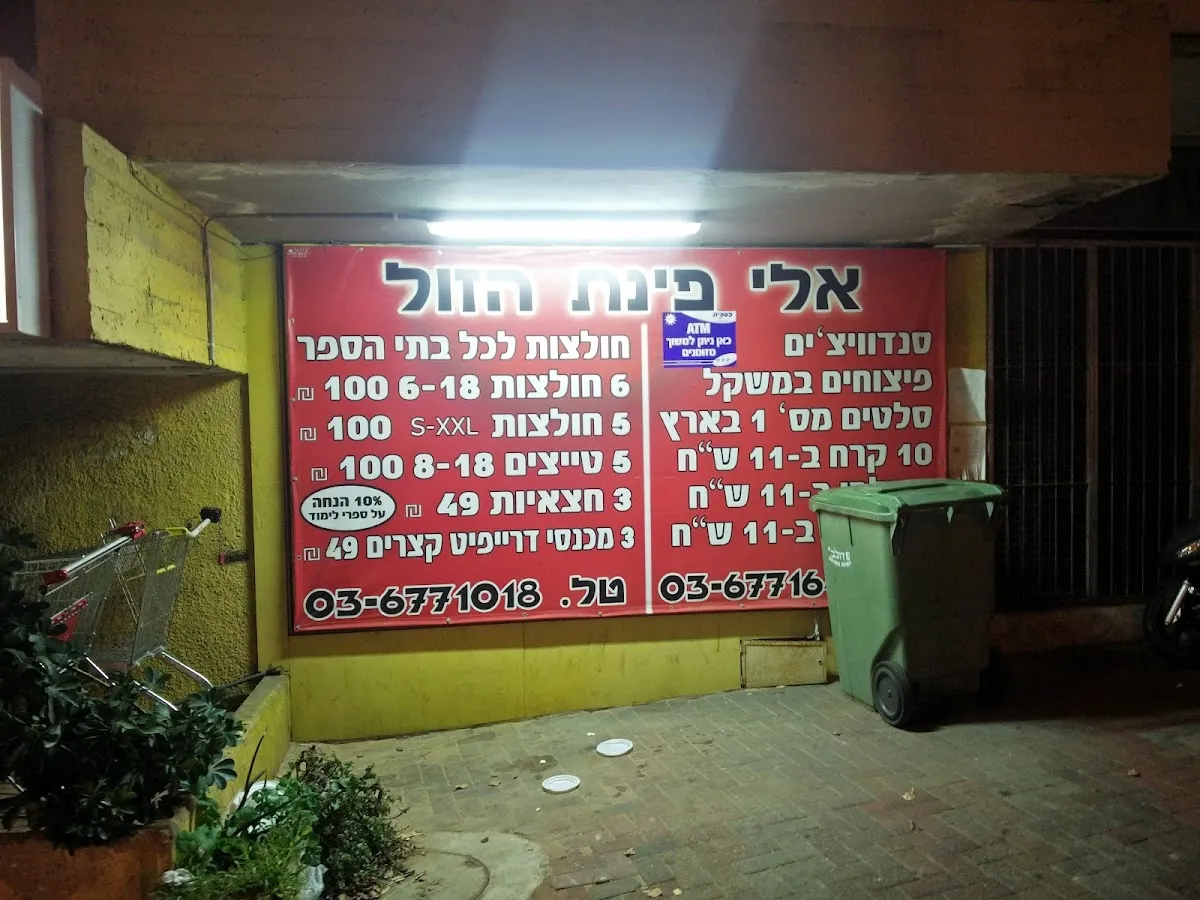 אלי פינת הזול
סנדוויצ'ים
פיצוחים במשקל
סלטים מס' 1 בארץ
10 קרח ב-11 ש"ח
ב-11 ש"ח
ב-11 ש"ח
03-67716
כספית
ATM
כאן ניתן למשוך
מזומנים
חולצות לכל בתי הספר
6 חולצות 6-18 100 ₪
5 חולצות S-XXL 100 ₪
5 טייצים 8-18 100 ₪
3 חצאיות 49 ₪
10% הנחה
על ספרי לימוד
3 מכנסי דרייפיט קצרים 49 ₪
טל. 03-6771018